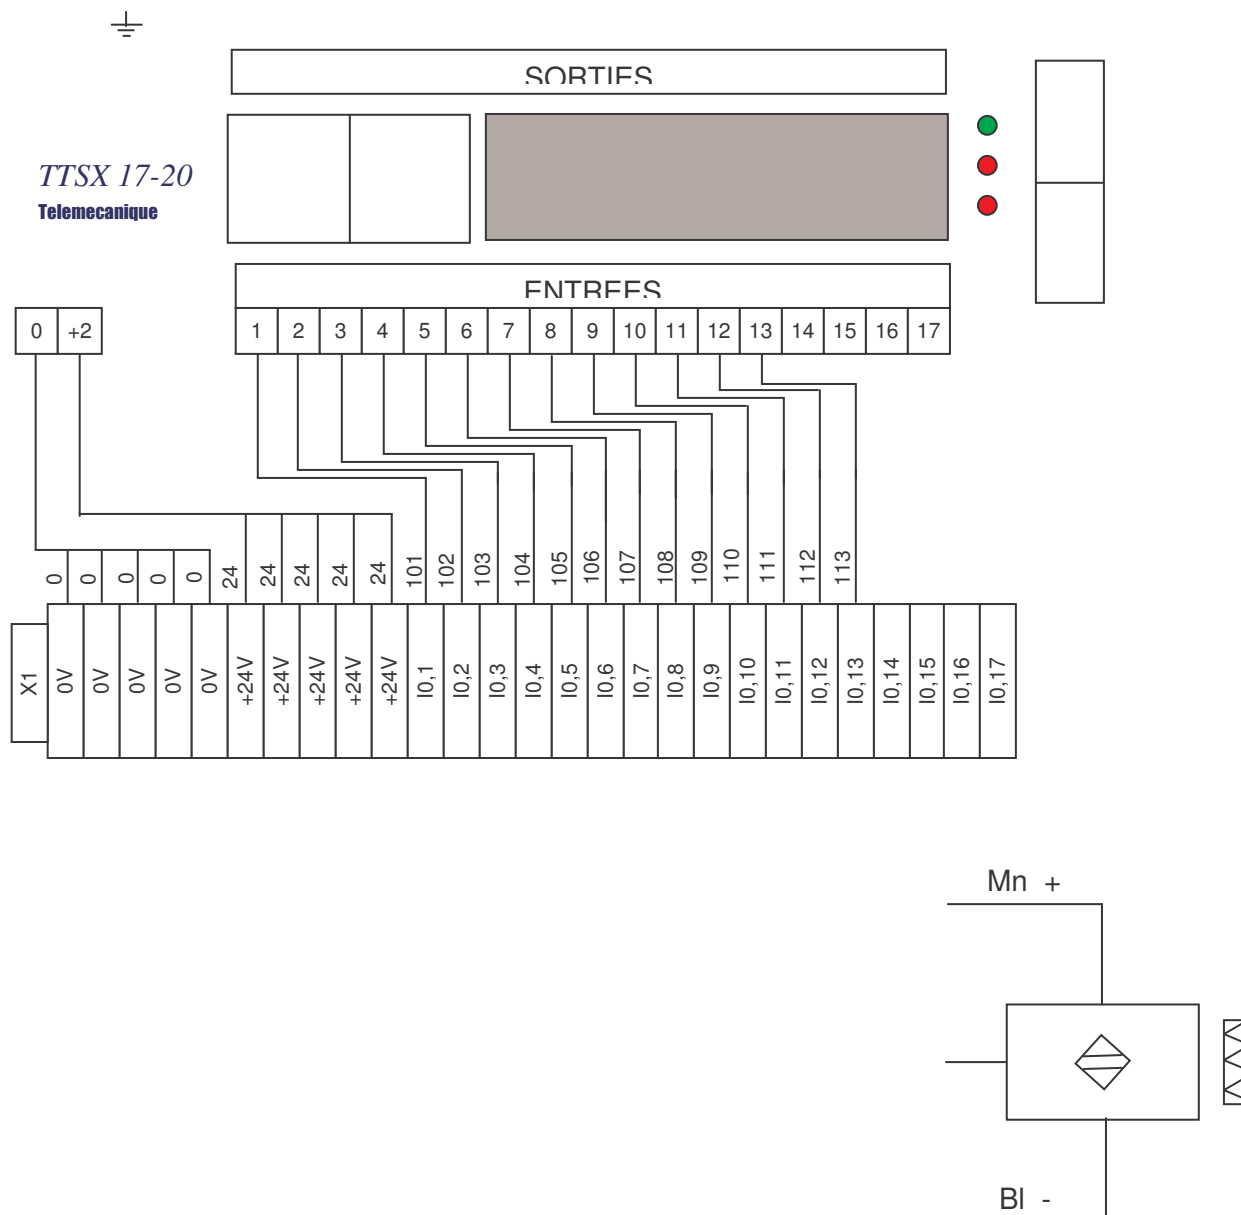 SORTIES
TTSX 17-20
Telemecanique
ENTREES
0 +2 1 2 3 4 5 6 7 8 9 10 11 12 13 14 15 16 17
0 0 0 0 0 24 24 24 24 24 101 102 103 104 105 106 107 108 109 110 111 112 113
X1 0V 0V 0V 0V 0V +24V +24V +24V +24V +24V I0,1 I0,2 I0,3 I0,4 I0,5 I0,6 I0,7 I0,8 I0,9 I0,10 I0,11 I0,12 I0,13 I0,14 I0,15 I0,16 I0,17
Mn +
Bl -